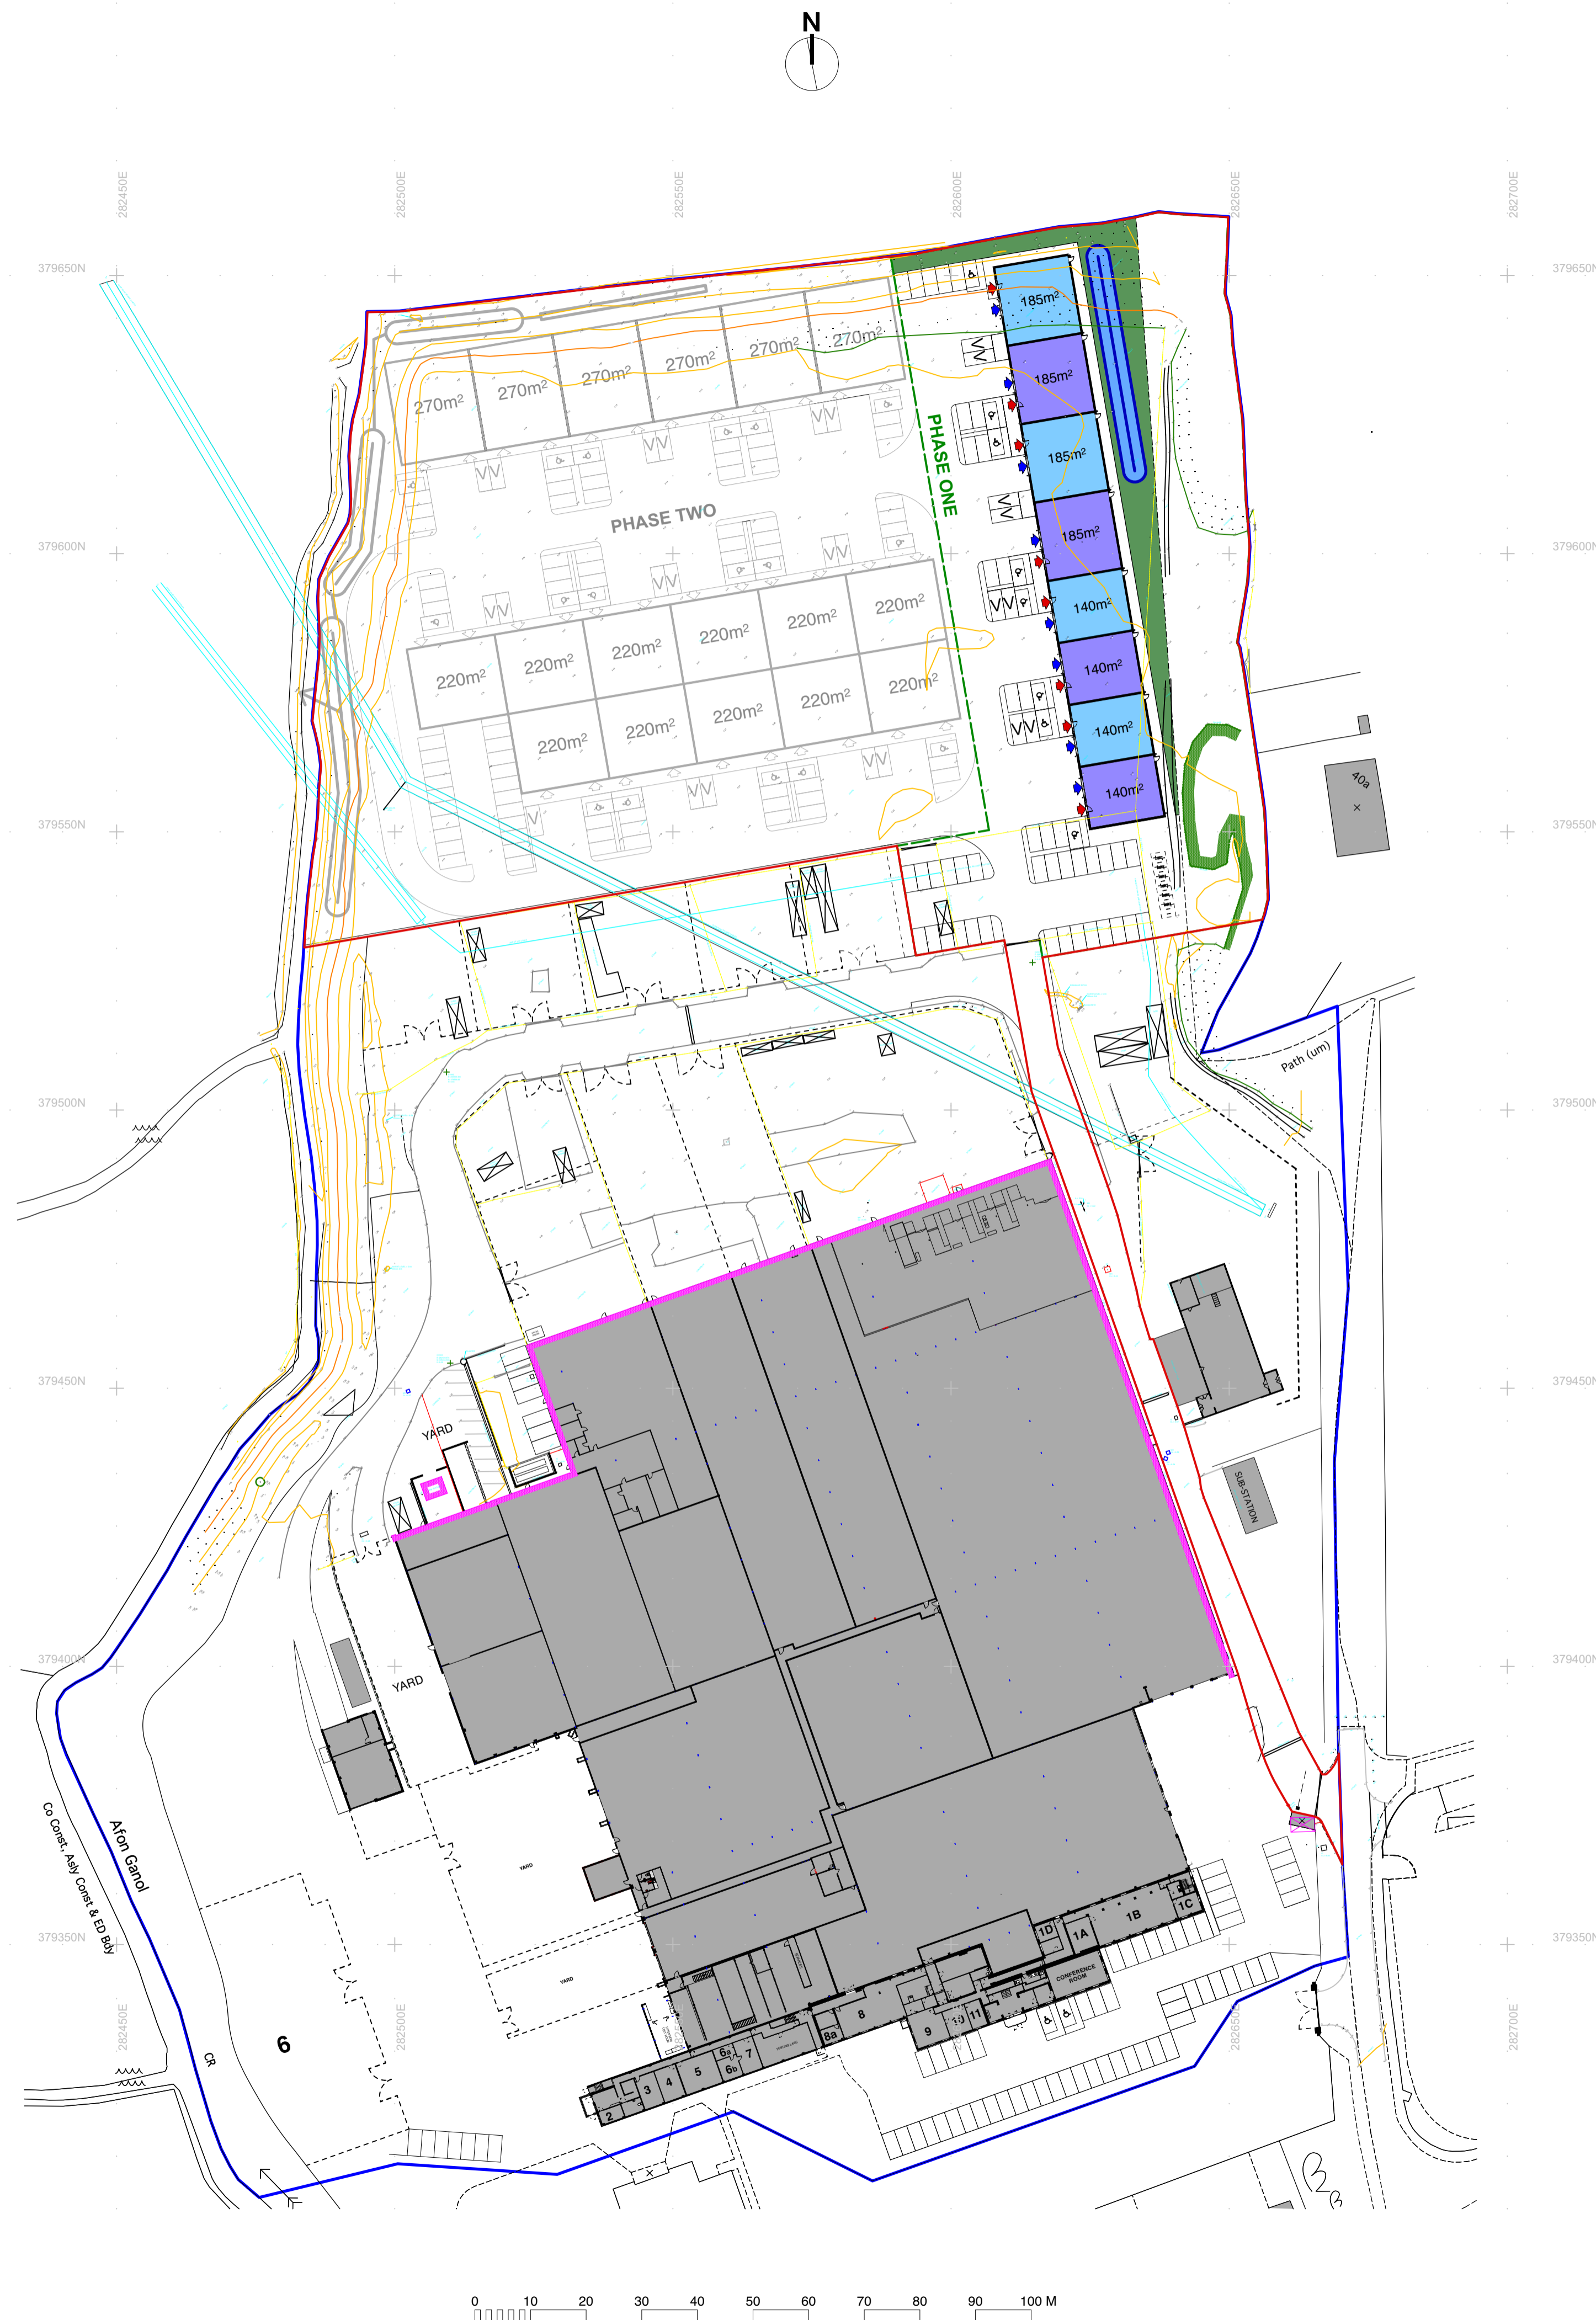 N
282450E
282500E
282550E
282600E
282650E
282700E
379650N
379650N
185m²
270m²
270m²
270m²
270m²
270m²
270m²
185m²
PHASE ONE
185m²
PHASE TWO
185m²
379600N
379600N
140m²
220m²
220m²
220m²
220m²
220m²
220m²
140m²
220m²
220m²
220m²
220m²
220m²
140m²
140m²
40a
379550N
379550N
Path (um)
379500N
379500N
379450N
379450N
YARD
SUB-STATION
YARD
379400N
379400N
Co Const, Asly Const & ED Bdy
Afon Ganol
YARD
379350N
379350N
YARD
1D
1A
1B
1C
CONFERENCE
ROOM
8a
8
9
10
11
282450E
282500E
282650E
282700E
CR
6
2
3
4
5
6a
6b
7
0 10 20 30 40 50 60 70 80 90 100 M